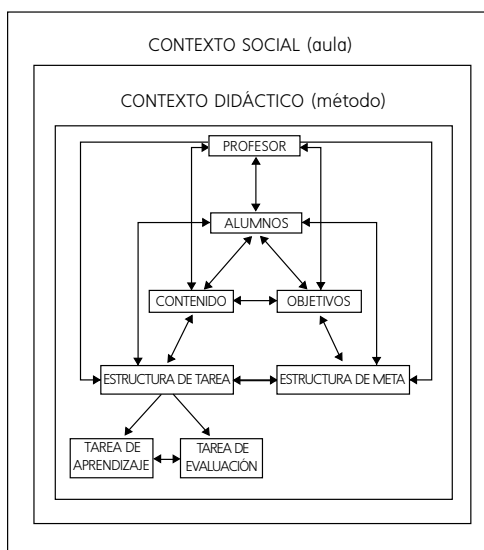 CONTEXTO SOCIAL (aula)
CONTEXTO DIDÁCTICO (método)
PROFESOR
ALUMNOS
CONTENIDO
OBJETIVOS
ESTRUCTURA DE TAREA
ESTRUCTURA DE META
TAREA DE
APRENDIZAJE
TAREA DE
EVALUACIÓN